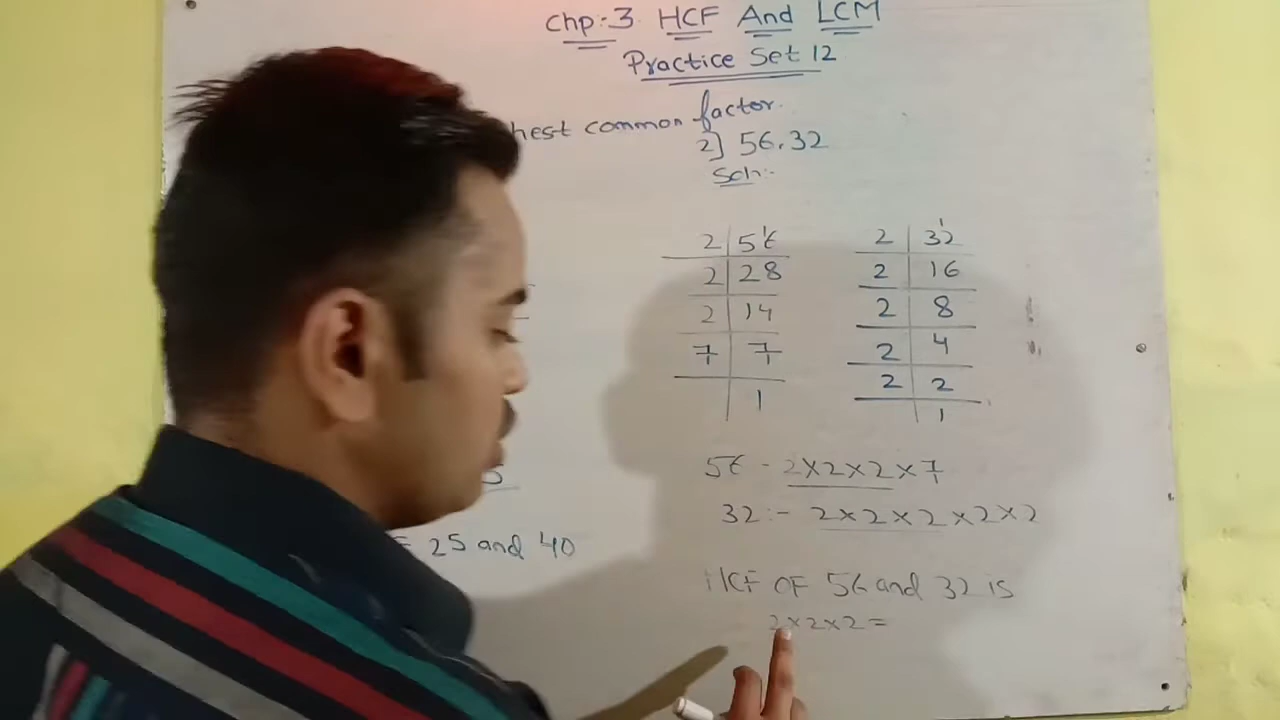 Chp:-3 HCF And LCM
Practice Set 12
hest common factor.
2] 56, 32
Soln:-
2 56
2 28
2 14
7 7
1
2 32
2 16
2 8
2 4
2 2
1
56 - 2×2×2×7
32:- 2×2×2×2×2
25 and 40
HCF OF 56 and 32 is
2×2×2=